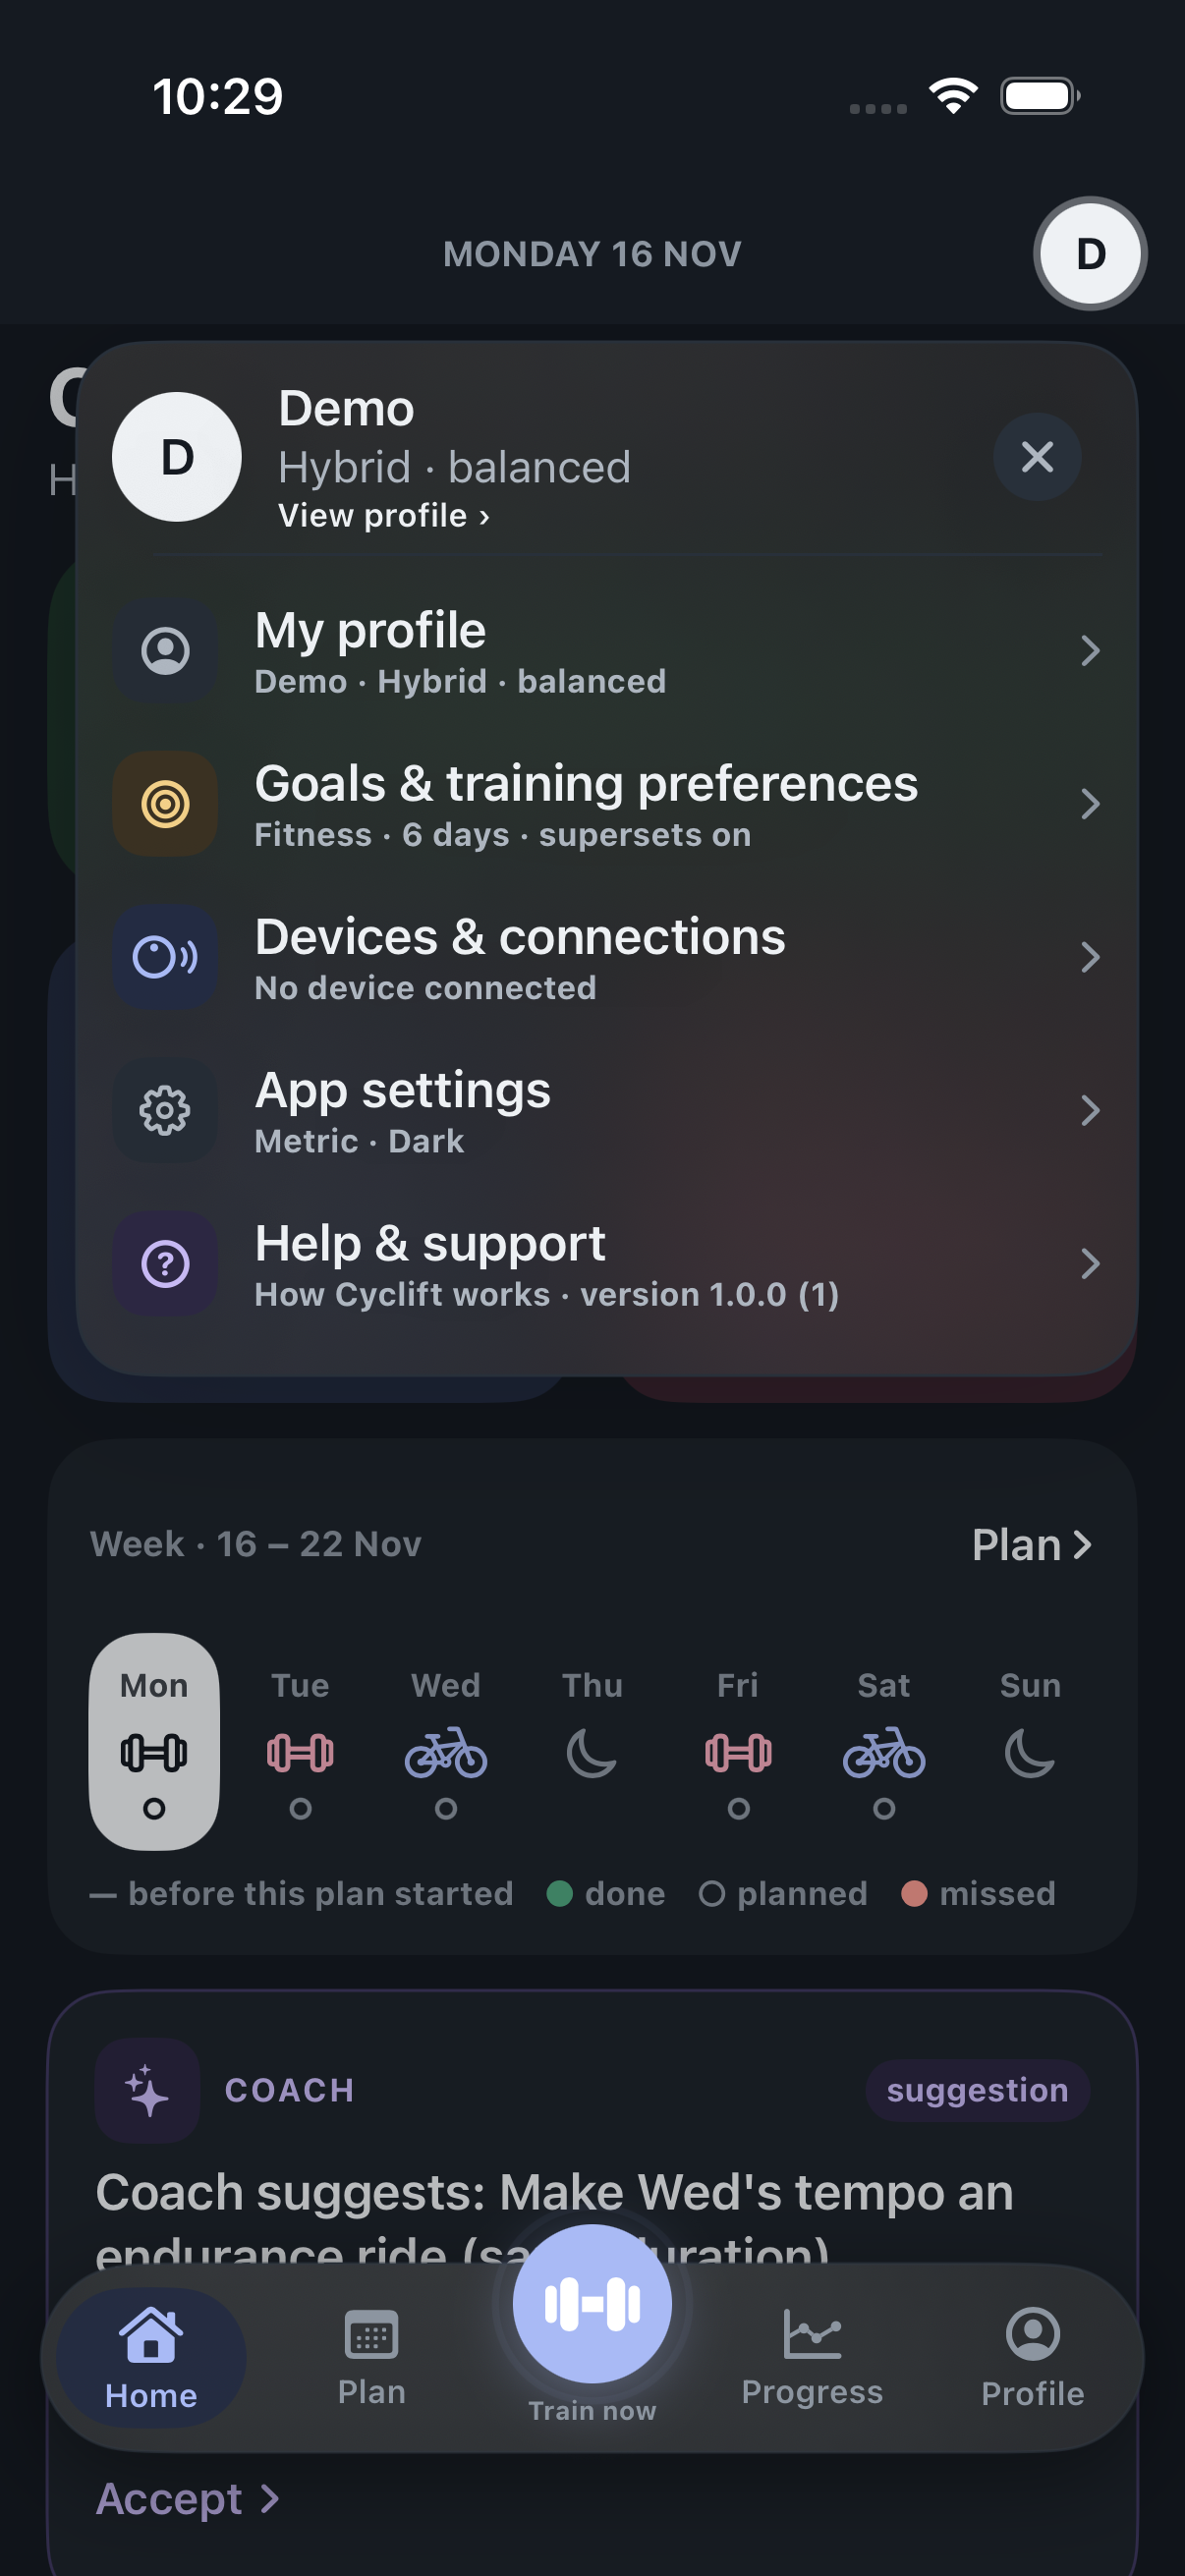 10:29
MONDAY 16 NOV
D
D
Demo
Hybrid · balanced
View profile ›
My profile
Demo · Hybrid · balanced
Goals & training preferences
Fitness · 6 days · supersets on
Devices & connections
No device connected
App settings
Metric · Dark
Help & support
How Cyclift works · version 1.0.0 (1)
Week · 16 – 22 Nov
Plan
Mon Tue Wed Thu Fri Sat Sun
— before this plan started done planned missed
COACH
suggestion
Coach suggests: Make Wed's tempo an
endurance ride
Home
Plan
Train now
Progress
Profile
Accept